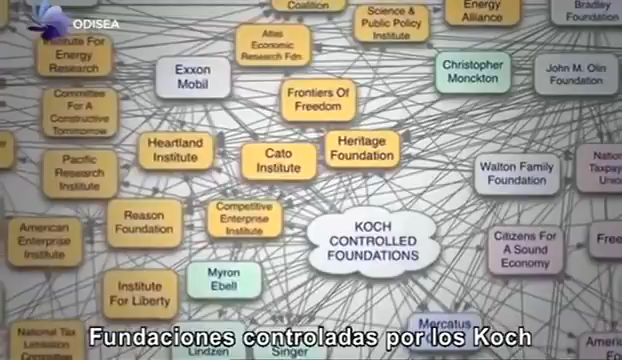 ODISEA
Coalition
Science &
Public Policy
Institute
Energy
Alliance
Bradley
Foundation
Institute For
Energy
Research
Atlas
Economic
Research Fdn.
Exxon
Mobil
Christopher
Monckton
John M. Olin
Foundation
Committee
For A
Constructive
Tomorrow
Frontiers Of
Freedom
Heartland
Institute
Cato
Institute
Heritage
Foundation
Pacific
Research
Institute
Walton Family
Foundation
Reason
Foundation
Competitive
Enterprise
Institute
American
Enterprise
Institute
KOCH
CONTROLLED
FOUNDATIONS
Citizens For
A Sound
Economy
Myron
Ebell
Institute
For Liberty
Mercatus
National Tax
Limitation
Committee
Lindzen
Singer
Fundaciones controladas por los Koch